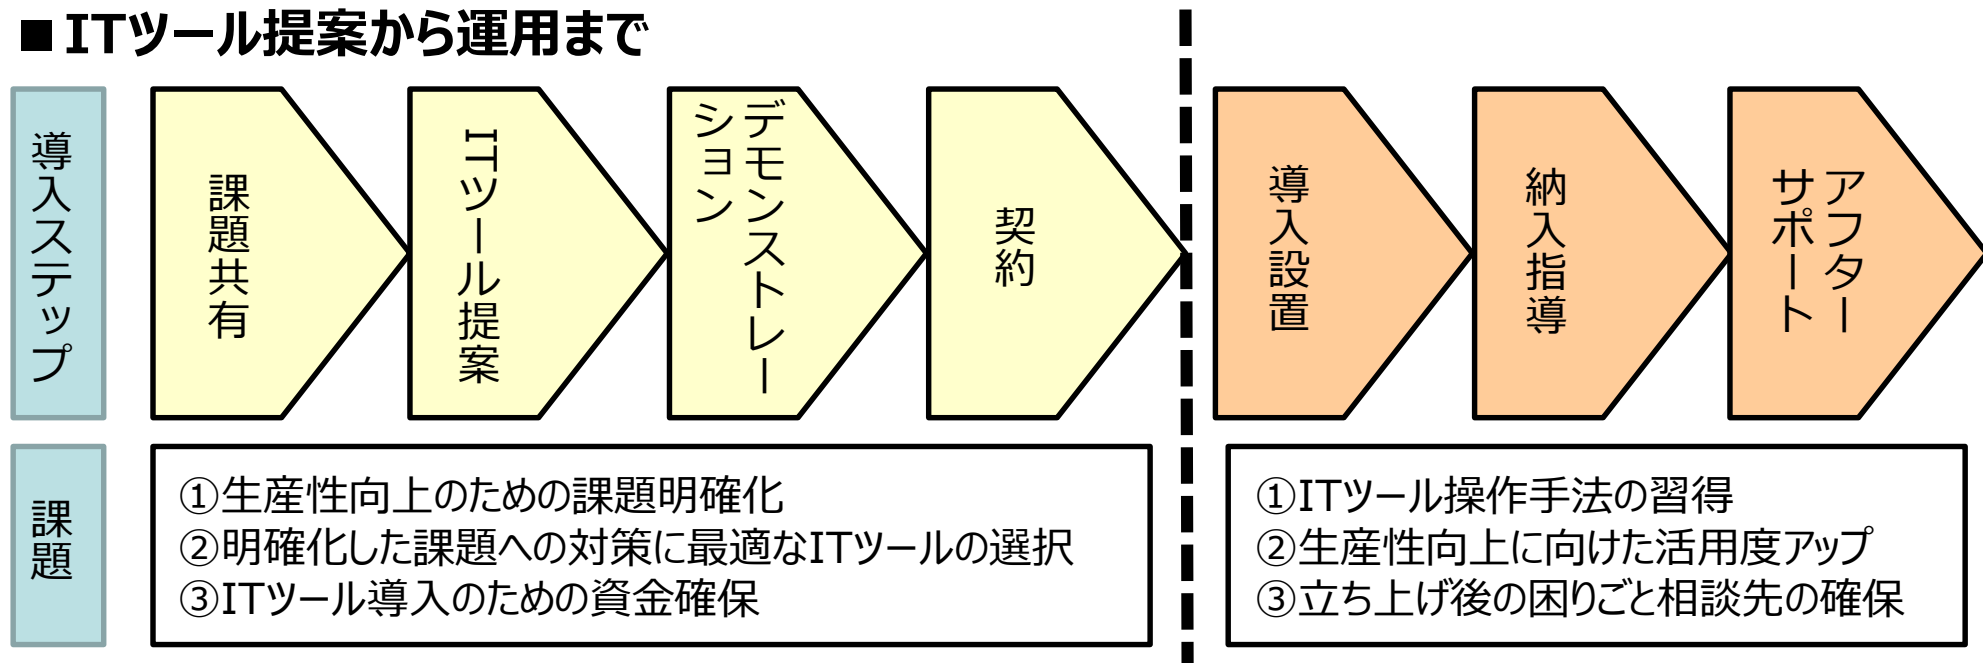 ■ITツール提案から運用まで
導入ステップ
課題共有
ITツール提案
デモンストレー
ション
契約
導入設置
納入指導
アフター
サポート
課題
①生産性向上のための課題明確化
②明確化した課題への対策に最適なITツールの選択
③ITツール導入のための資金確保
①ITツール操作手法の習得
②生産性向上に向けた活用度アップ
③立ち上げ後の困りごと相談先の確保